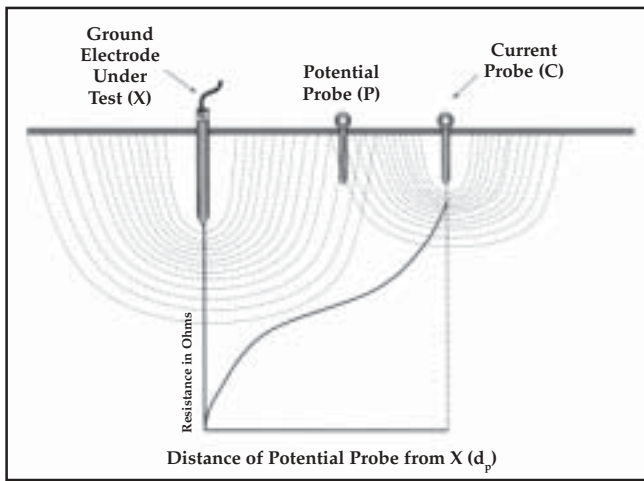 Ground
Electrode
Under
Test (X)
Potential
Probe (P)
Current
Probe (C)
Resistance in Ohms
Distance of Potential Probe from X (dp)